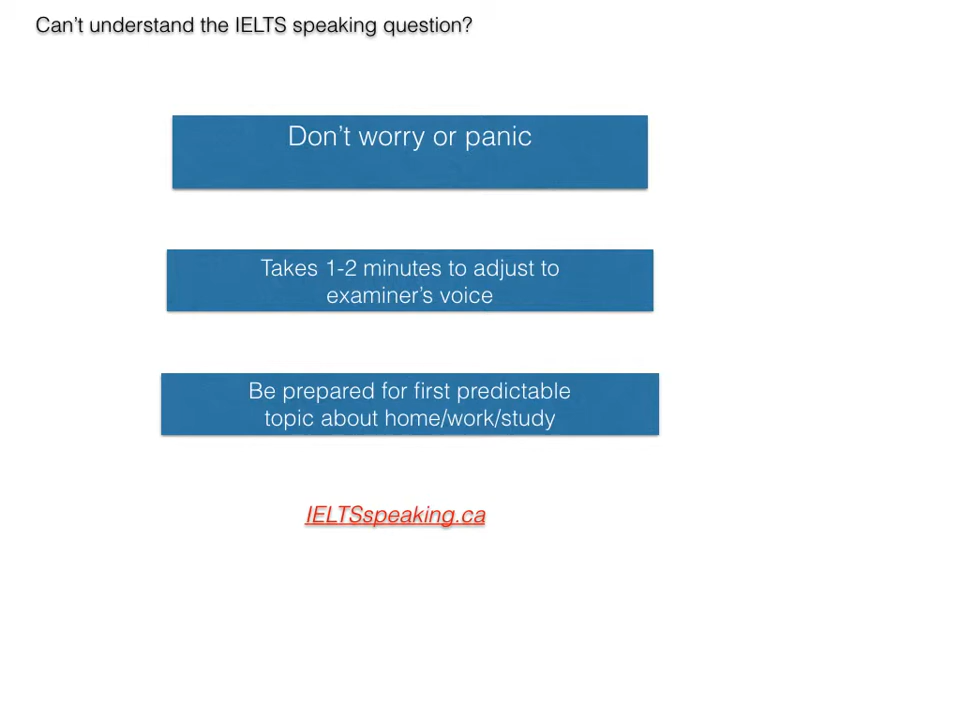 Can’t understand the IELTS speaking question?
Don’t worry or panic
Takes 1-2 minutes to adjust to
examiner’s voice
Be prepared for first predictable
topic about home/work/study
IELTSspeaking.ca